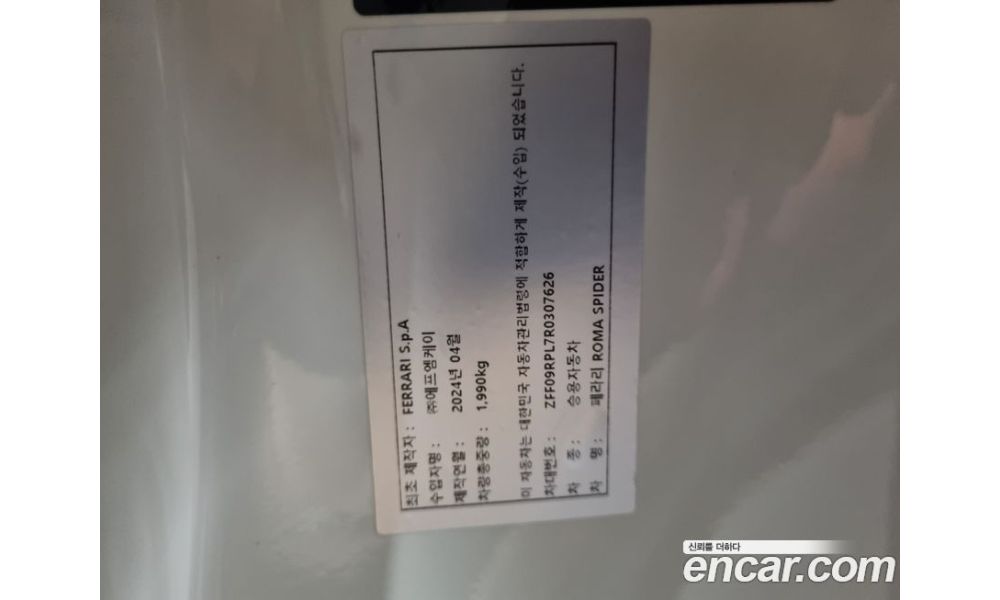 최초 제작자 : FERRARI S.p.A
수입자명 : ㈜에프엠케이
제작연월 : 2024년 04월
차량총중량 : 1,990kg
이 자동차는 대한민국 자동차관리법령에 적합하게 제작(수입) 되었습니다.
차대번호 : ZFF09RPL7R0307626
차 종 : 승용자동차
차 명 : 페라리 ROMA SPIDER
신뢰를 더하다
encar.com